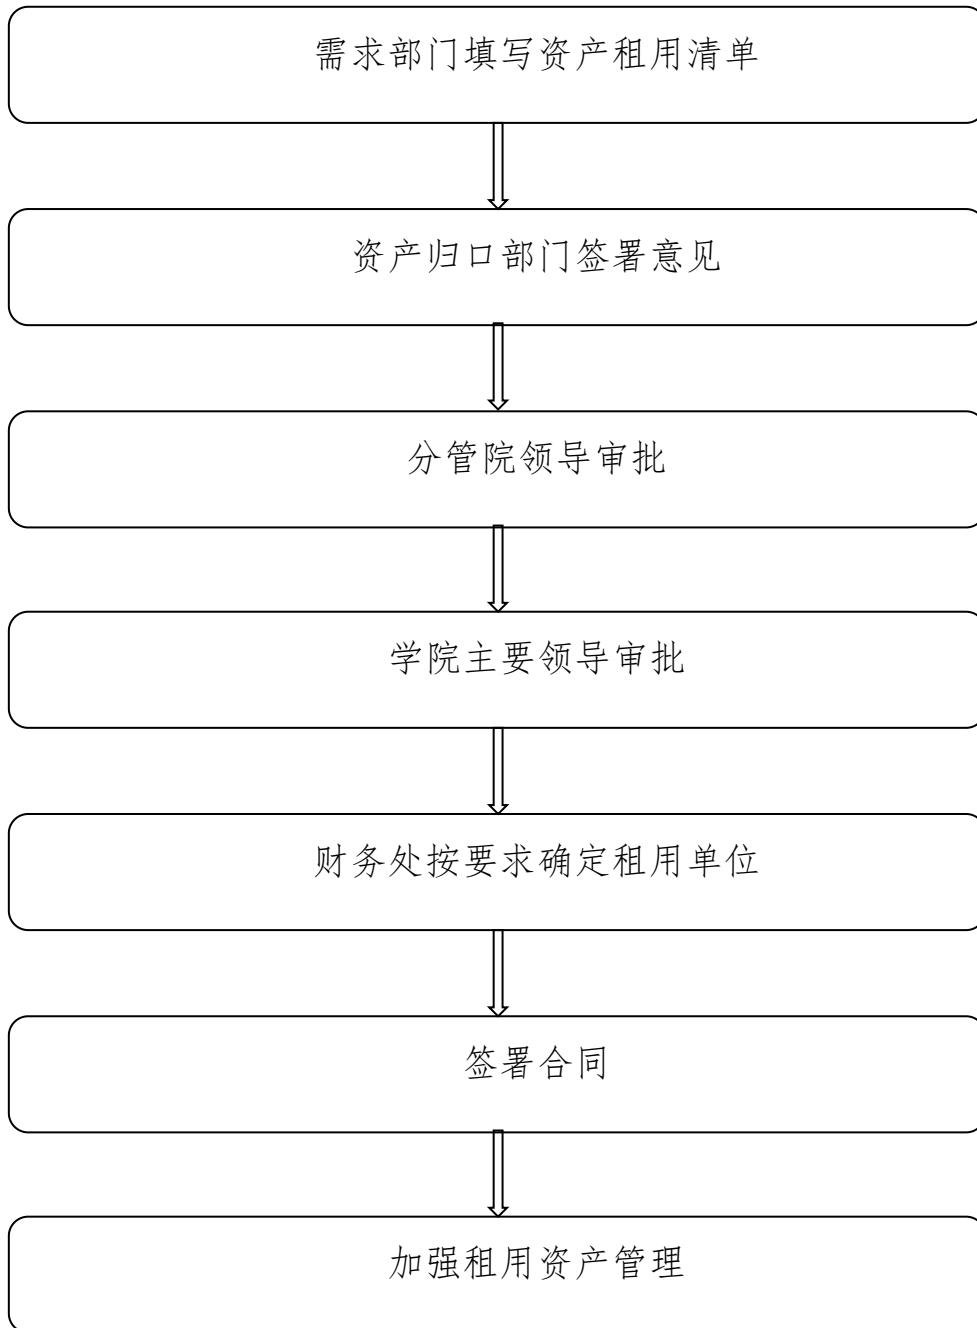 需求部门填写资产租用清单
资产归口部门签署意见
分管院领导审批
学院主要领导审批
财务处按要求确定租用单位
签署合同
加强租用资产管理